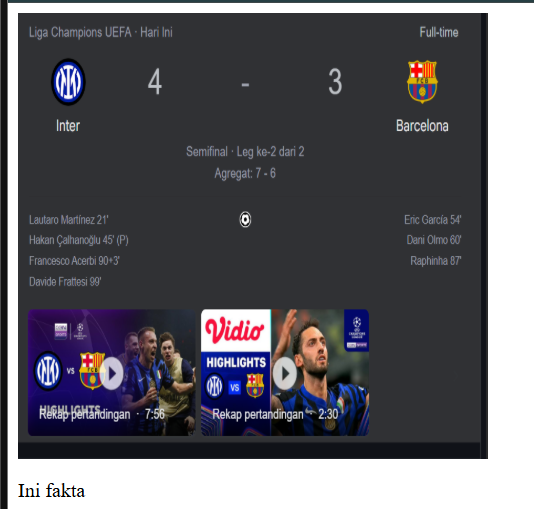 Liga Champions UEFA · Hari Ini Full-time
4 - 3
Inter Barcelona
Semifinal · Leg ke-2 dari 2
Agregat: 7 - 6
Lautaro Martínez 21' Eric García 54'
Hakan Çalhanoğlu 45' (P) Dani Olmo 60'
Francesco Acerbi 90+3' Raphinha 87'
Davide Frattesi 99'
VS
HIGHLIGHTS
Rekap pertandingan · 7:56
Vidio
HIGHLIGHTS
VS
Rekap pertandingan · 2:30
Ini fakta